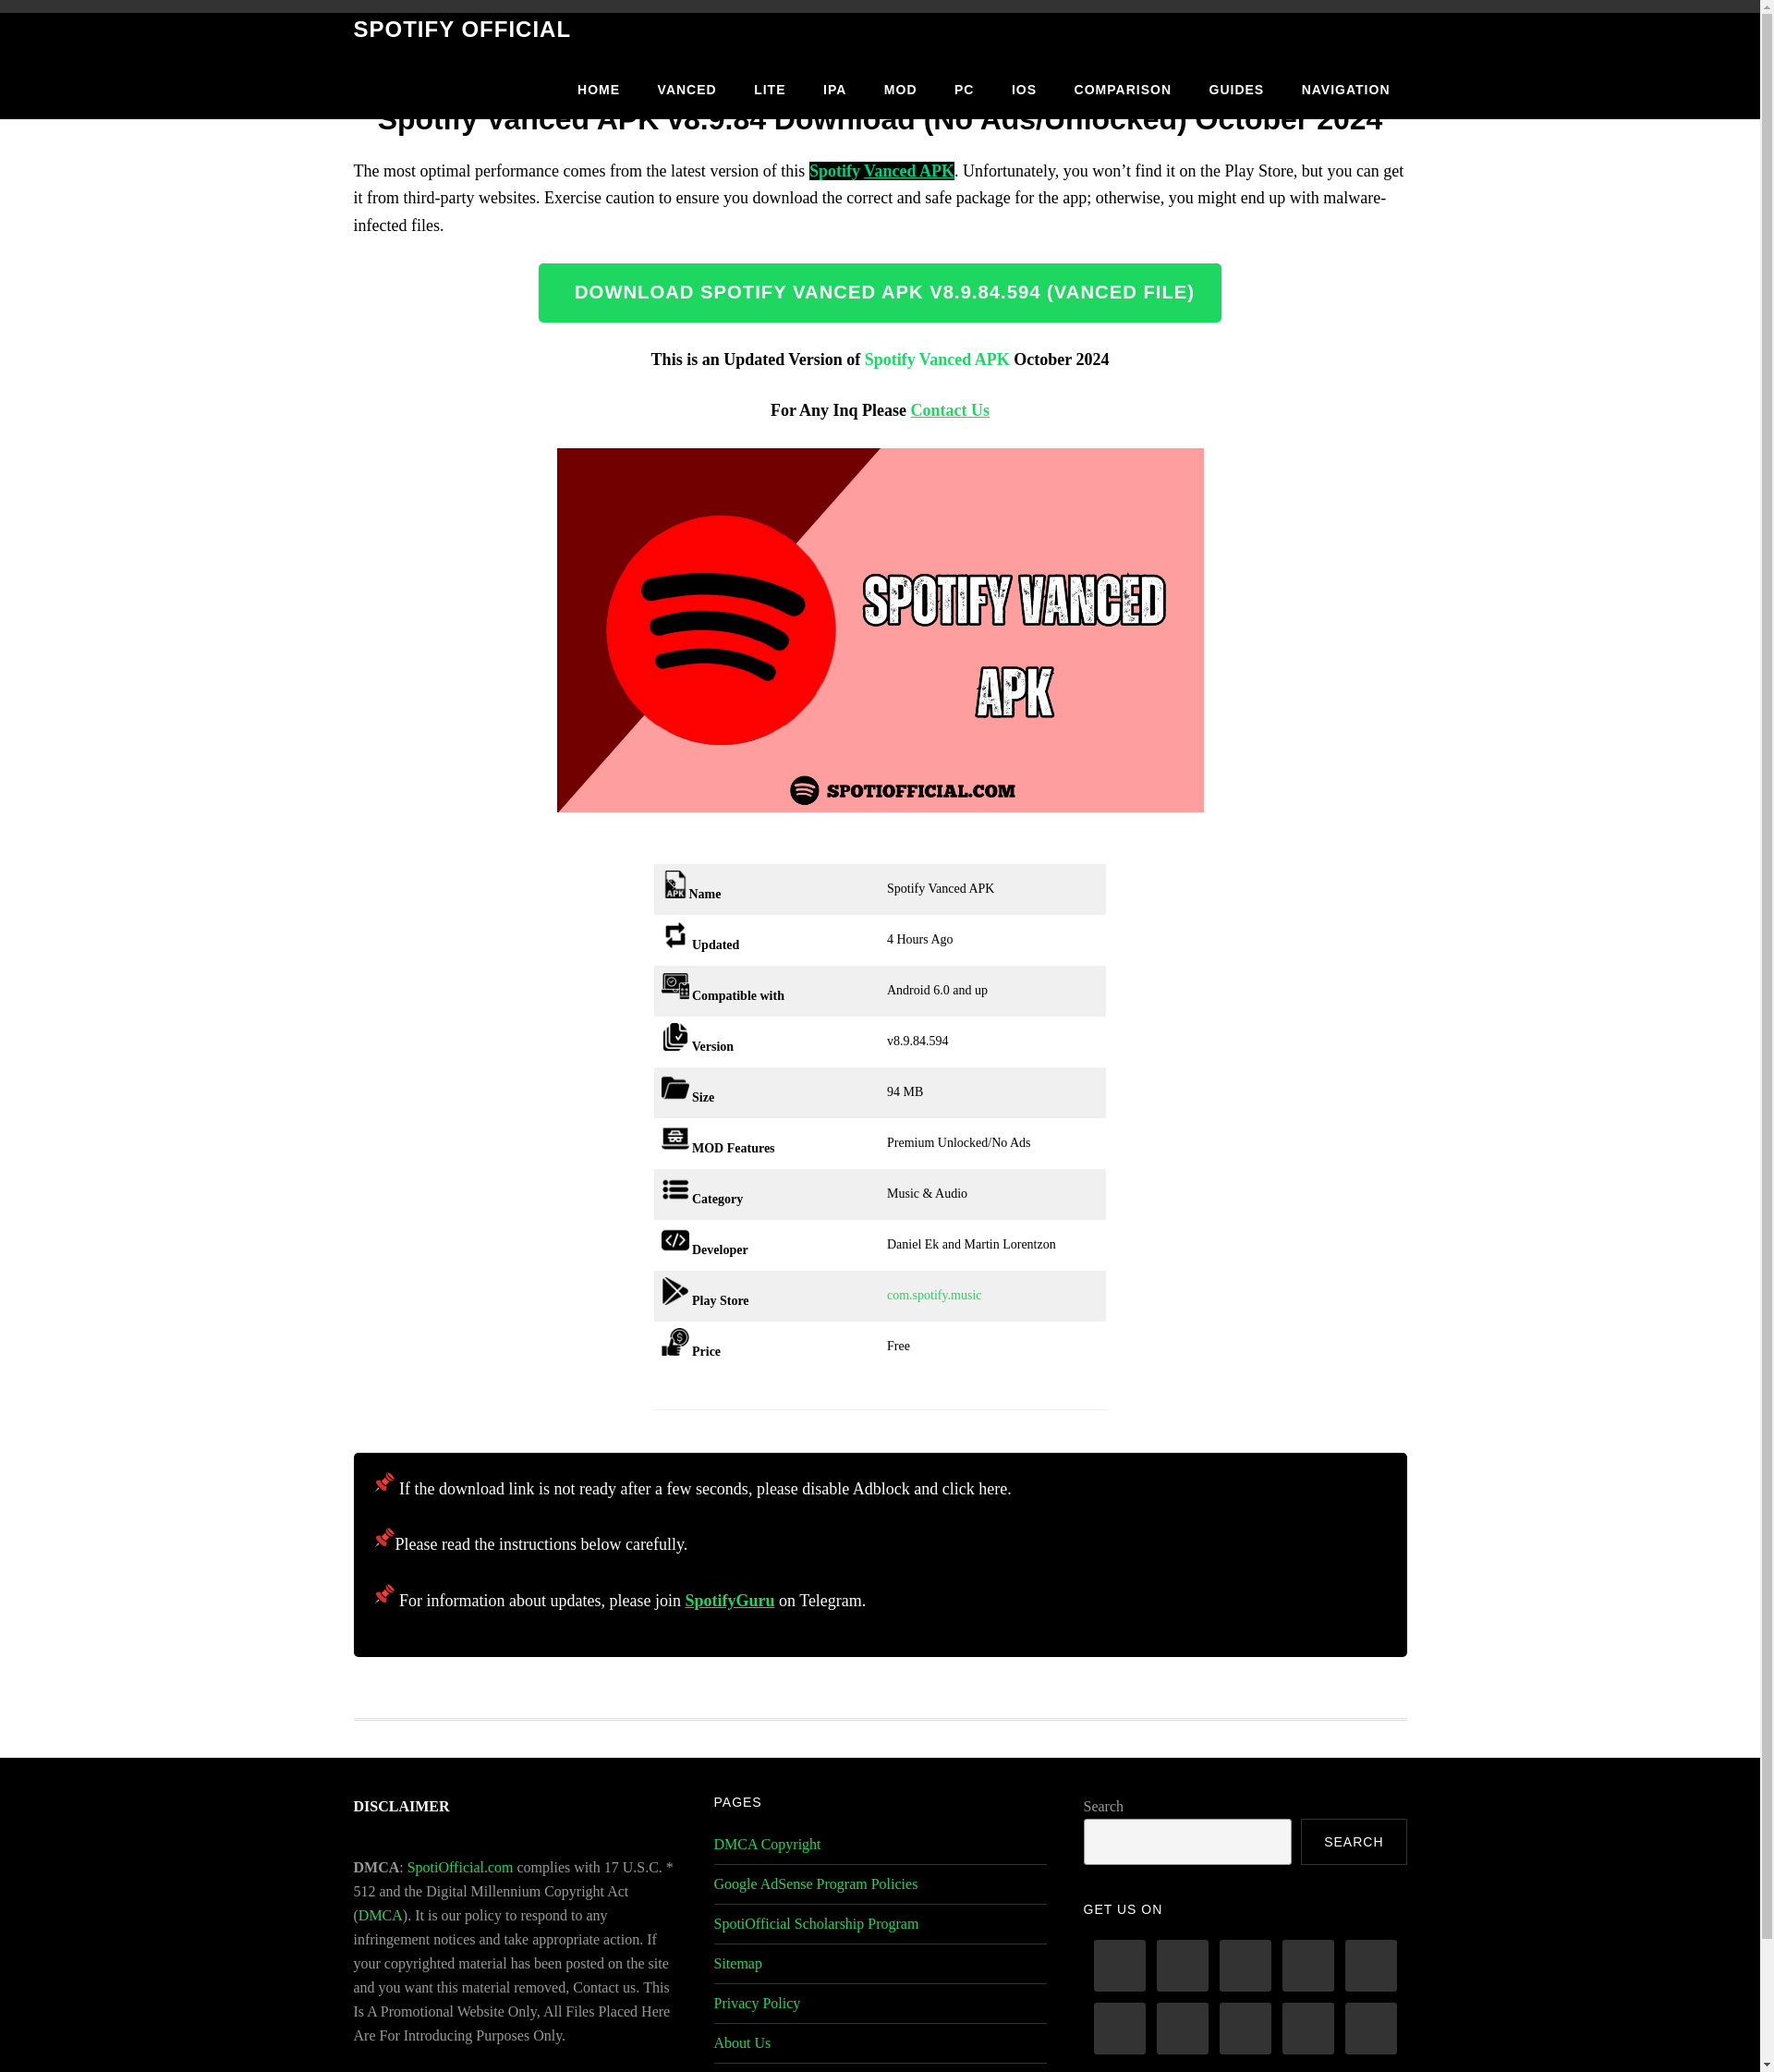 SPOTIFY OFFICIAL
HOME VANCED LITE IPA MOD PC IOS COMPARISON GUIDES NAVIGATION
Spotify Vanced APK v8.9.84 Download (No Ads/Unlocked) October 2024
The most optimal performance comes from the latest version of this Spotify Vanced APK. Unfortunately, you won’t find it on the Play Store, but you can get
it from third-party websites. Exercise caution to ensure you download the correct and safe package for the app; otherwise, you might end up with malware-
infected files.
DOWNLOAD SPOTIFY VANCED APK V8.9.84.594 (VANCED FILE)
This is an Updated Version of Spotify Vanced APK October 2024
For Any Inq Please Contact Us
SPOTIFY VANCED
APK
SPOTIOFFICIAL.COM
APK Name Spotify Vanced APK
Updated 4 Hours Ago
Compatible with Android 6.0 and up
Version v8.9.84.594
Size 94 MB
MOD Features Premium Unlocked/No Ads
Category Music & Audio
Developer Daniel Ek and Martin Lorentzon
Play Store com.spotify.music
Price Free
If the download link is not ready after a few seconds, please disable Adblock and click here.
Please read the instructions below carefully.
For information about updates, please join SpotifyGuru on Telegram.
DISCLAIMER
DMCA: SpotiOfficial.com complies with 17 U.S.C. *
512 and the Digital Millennium Copyright Act
(DMCA). It is our policy to respond to any
infringement notices and take appropriate action. If
your copyrighted material has been posted on the site
and you want this material removed, Contact us. This
Is A Promotional Website Only, All Files Placed Here
Are For Introducing Purposes Only.
PAGES
DMCA Copyright
Google AdSense Program Policies
SpotiOfficial Scholarship Program
Sitemap
Privacy Policy
About Us
Search
SEARCH
GET US ON